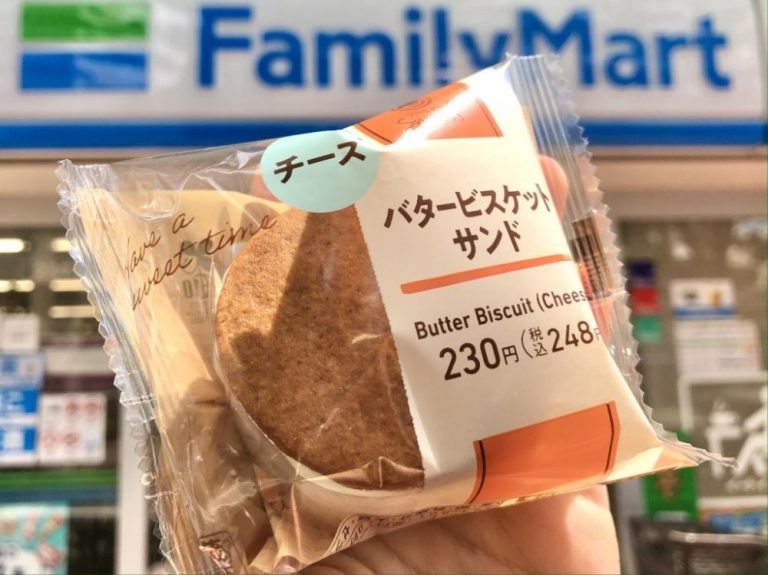 FamilyMart
チーズ
バタービスケット
サンド
Have a
sweet time
Butter Biscuit (Chees
230円(税込248円